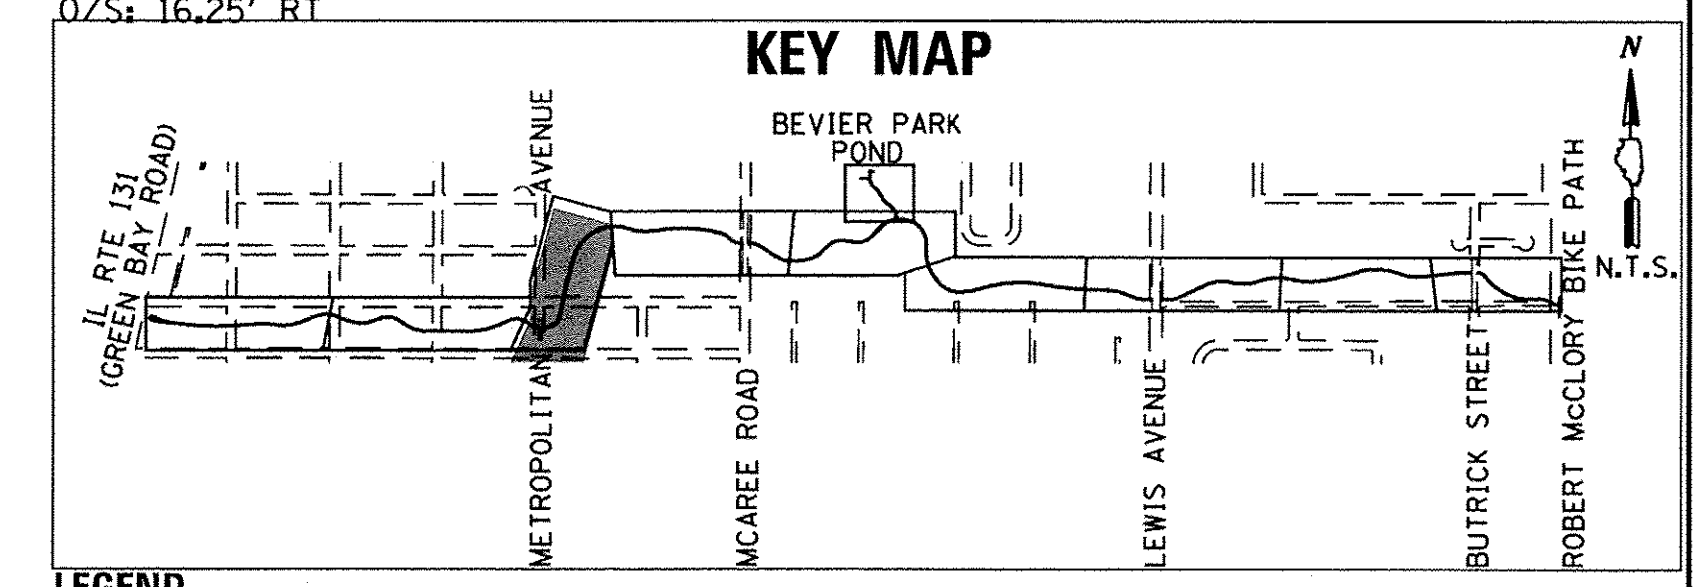 O/S: 16.25' RT
KEY MAP
N
N.T.S.
BEVIER PARK
POND
IL RTE 131
(GREEN BAY ROAD)
METROPOLITAN AVENUE
MCAREE ROAD
LEWIS AVENUE
BUTRICK STREET
ROBERT McCLORY BIKE PATH
LEGEND